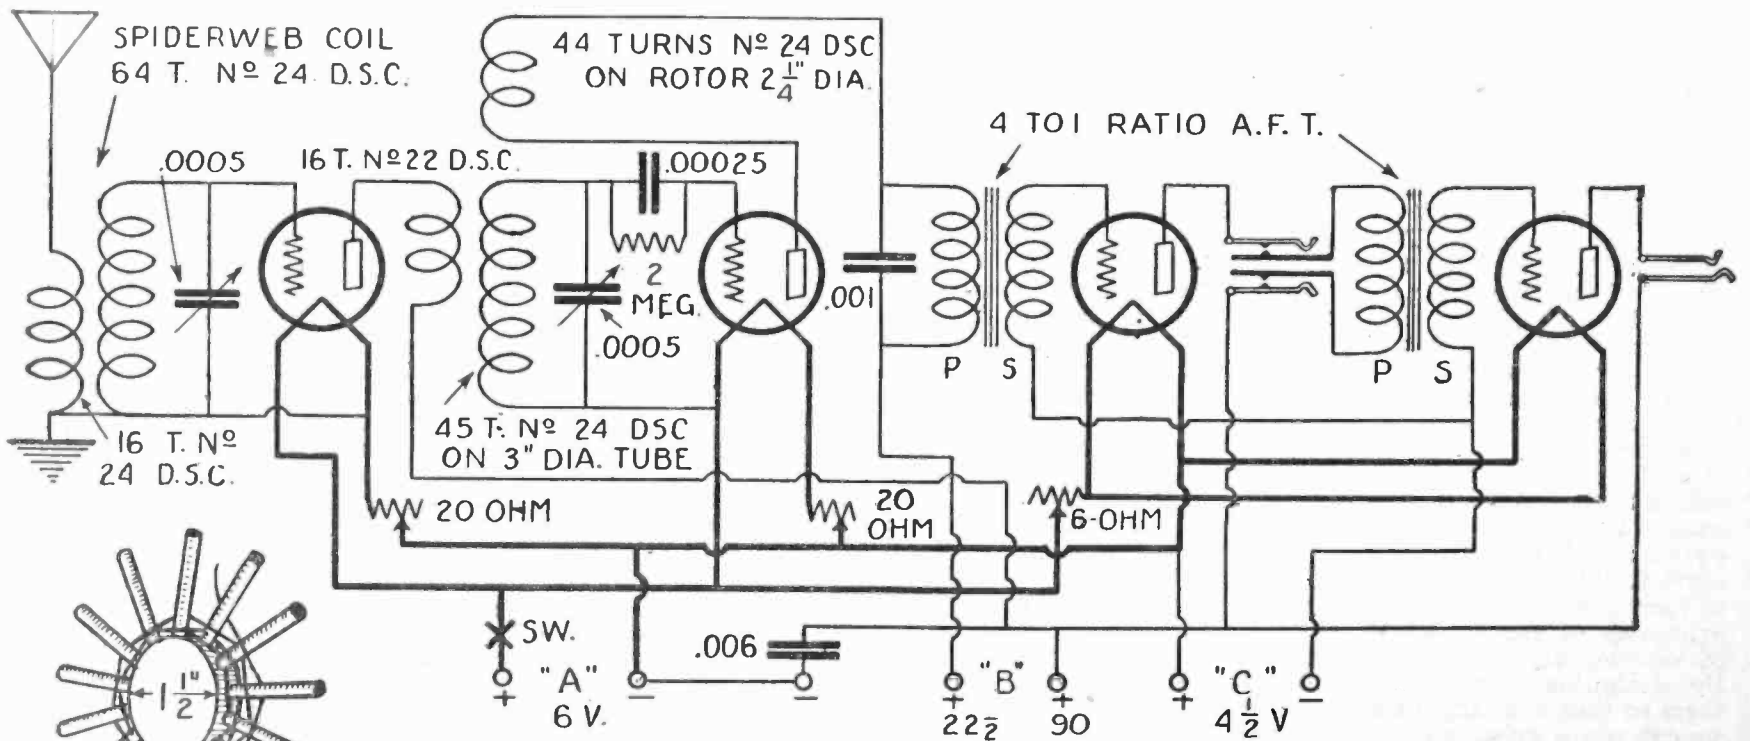 SPIDERWEB COIL
64 T. Nº 24 D.S.C.
44 TURNS Nº 24 DSC
ON ROTOR 2 1/4" DIA.
4 TO 1 RATIO A.F.T.
.0005
16 T. Nº 22 D.S.C.
.00025
2
MEG.
.0005
.001
P S
P S
16 T. Nº
24 D.S.C.
45 T. Nº 24 DSC
ON 3" DIA. TUBE
20 OHM
20
OHM
6-OHM
SW.
.006
+ "A" −
6 V.
−
+ "B" +
22 1/2 90
+ "C" −
4 1/2 V
1 1/2"